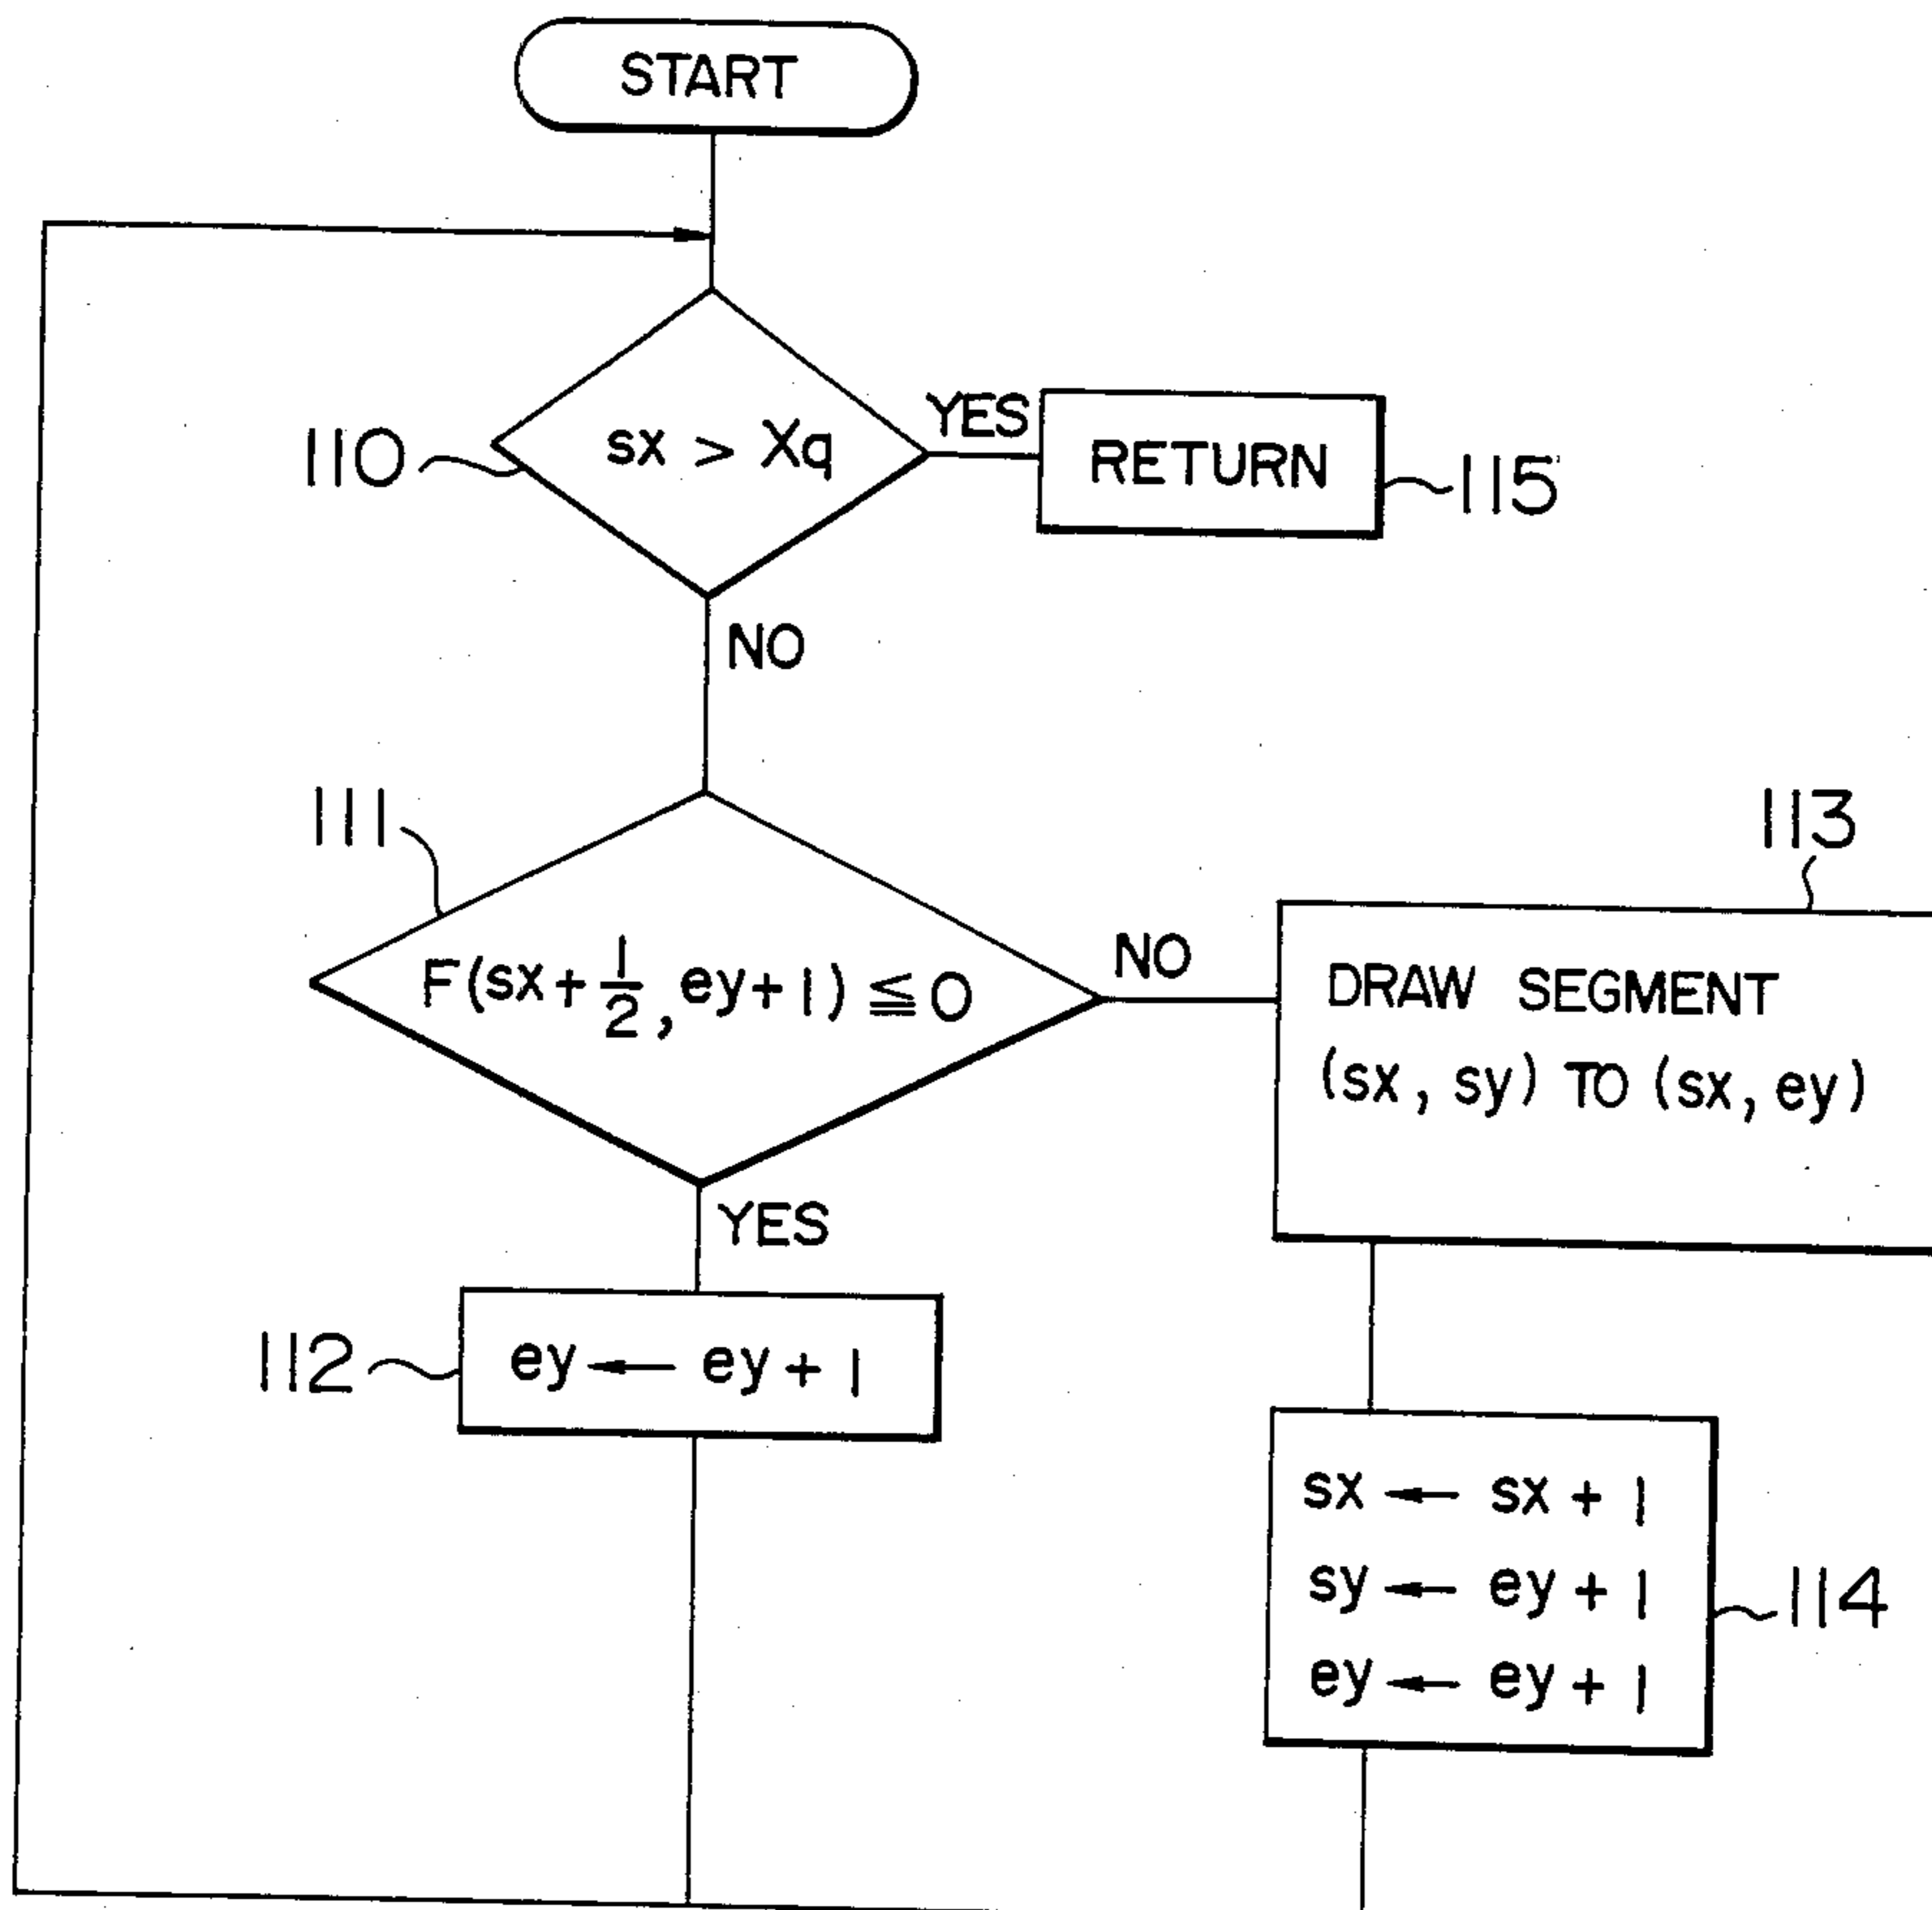 START
110
sx > Xq
YES
RETURN
115
NO
111
F(sx+1/2, ey+1) ≦ 0
NO
113
DRAW SEGMENT
(sx, sy) TO (sx, ey)
YES
112
ey ← ey + 1
sx ← sx + 1
sy ← ey + 1
ey ← ey + 1
114